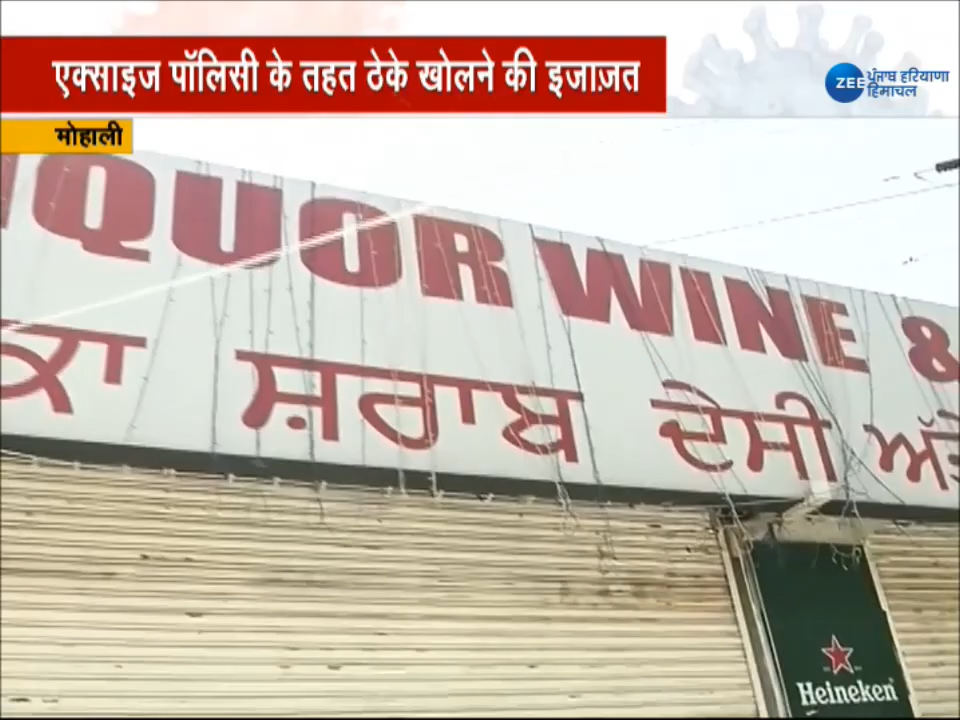 एक्साइज पॉलिसी के तहत ठेके खोलने की इजाज़त
ZEE ਪੰਜਾਬ हरियाणा
हिमाचल
मोहाली
IQUOR WINE &
ਕਾ ਸ਼ਰਾਬ ਦੇਸੀ ਅੰ
Heineken